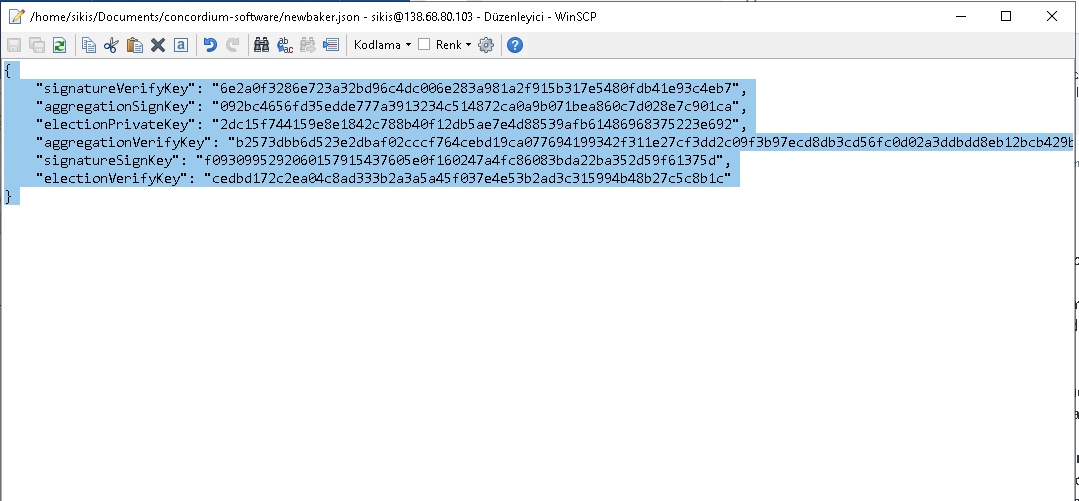 /home/sikis/Documents/concordium-software/newbaker.json - sikis@138.68.80.103 - Düzenleyici - WinSCP
Kodlama Renk
{
"signatureVerifyKey": "6e2a0f3286e723a32bd96c4dc006e283a981a2f915b317e5480fdb41e93c4eb7",
"aggregationSignKey": "092bc4656fd35edde777a3913234c514872ca0a9b071bea860c7d028e7c901ca",
"electionPrivateKey": "2dc15f744159e8e1842c788b40f12db5ae7e4d88539afb61486968375223e692",
"aggregationVerifyKey": "b2573dbb6d523e2dbaf02cccf764cebd19ca077694199342f311e27cf3dd2c09f3b97ecd8db3cd56fc0d02a3ddbdd8eb12bcb429b
"signatureSignKey": "f0930995292060157915437605e0f160247a4fc86083bda22ba352d59f61375d",
"electionVerifyKey": "cedbd172c2ea04c8ad333b2a3a5a45f037e4e53b2ad3c315994b48b27c5c8b1c"
}